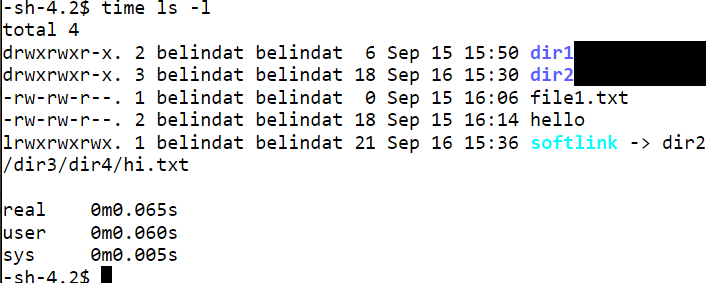 -sh-4.2$ time ls -l
total 4
drwxrwxr-x. 2 belindat belindat  6 Sep 15 15:50 dir1
drwxrwxr-x. 3 belindat belindat 18 Sep 16 15:30 dir2
-rw-rw-r--. 1 belindat belindat  0 Sep 15 16:06 file1.txt
-rw-rw-r--. 2 belindat belindat 18 Sep 15 16:14 hello
lrwxrwxrwx. 1 belindat belindat 21 Sep 16 15:36 softlink -> dir2
/dir3/dir4/hi.txt

real    0m0.065s
user    0m0.060s
sys     0m0.005s
-sh-4.2$